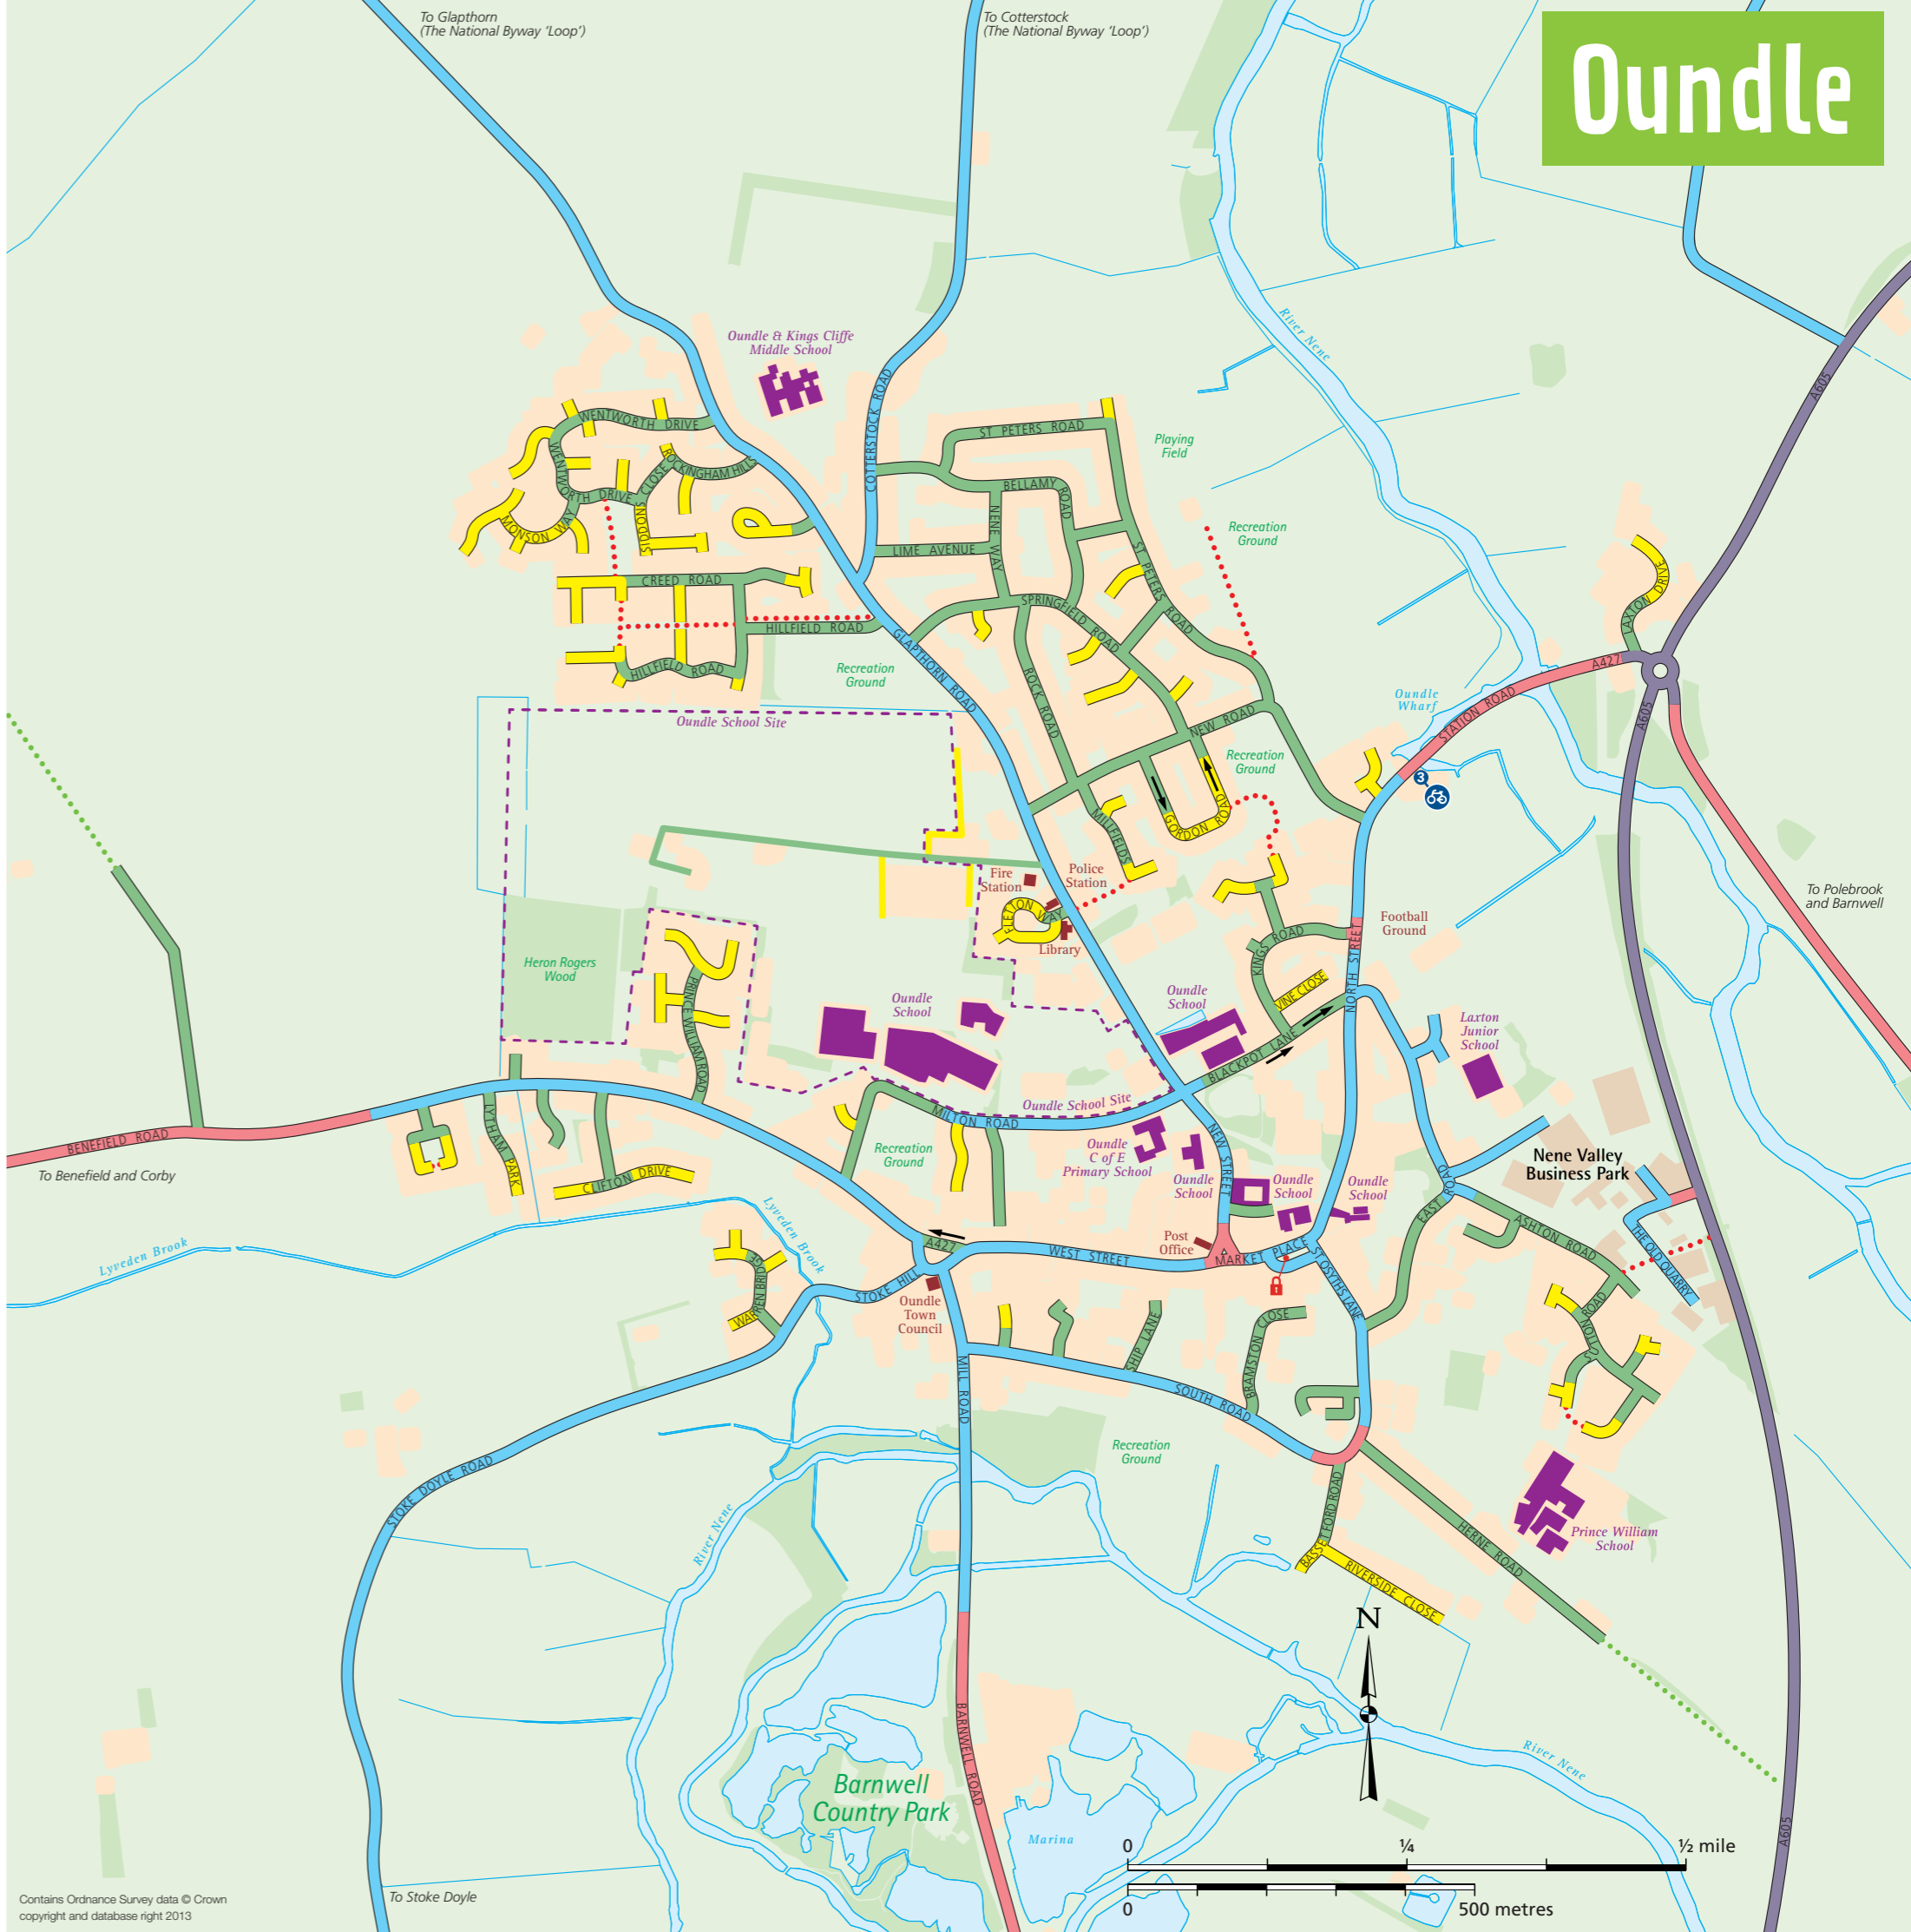 To Glapthorn
(The National Byway 'Loop')
To Cotterstock
(The National Byway 'Loop')
Oundle
River Nene
Oundle & Kings Cliffe
Middle School
A605
COTTERSTOCK ROAD
WENTWORTH DRIVE
ST PETERS ROAD
Playing
Field
ROCKINGHAM HILLS
WENTWORTH DRIVE
SIDDONS CLOSE
BELLAMY ROAD
MONSON WAY
NENE WAY
Recreation
Ground
LIME AVENUE
ST PETERS ROAD
CREED ROAD
LAXTON DRIVE
SPRINGFIELD ROAD
HILLFIELD ROAD
GLAPTHORN ROAD
HILLFIELD ROAD
Recreation
Ground
A427
ROCK ROAD
Oundle
Wharf
STATION ROAD
A605
Oundle School Site
NEW ROAD
Recreation
Ground
3
GORDON ROAD
MILLFIELDS
Fire
Station
Police
Station
To Polebrook
and Barnwell
FLETTON WAY
Library
Football
Ground
KINGS ROAD
NORTH STREET
Heron Rogers
Wood
VINE CLOSE
PRINCE WILLIAM ROAD
Oundle
School
Oundle
School
Laxton
Junior
School
BLACKPOT LANE
Oundle School Site
MILTON ROAD
LYTHAM PARK
BENEFIELD ROAD
To Benefield and Corby
Recreation
Ground
Oundle
C of E
Primary School
NEW STREET
Oundle
School
Oundle
School
Oundle
School
Nene Valley
Business Park
CLIFTON DRIVE
EAST ROAD
ASHTON ROAD
THE OLD QUARRY
Lyveden Brook
Lyveden Brook
A427
WEST STREET
Post
Office
MARKET PLACE
ST OSYTHS LANE
WARREN BRIDGE
STOKE HILL
Oundle
Town
Council
SHIP LANE
BRAMSTON CLOSE
SUTTON ROAD
MILL ROAD
SOUTH ROAD
Recreation
Ground
STOKE DOYLE ROAD
River Nene
BASSETFORD ROAD
HERNE ROAD
Prince William
School
RIVERSIDE CLOSE
N
BARNWELL ROAD
River Nene
Barnwell
Country Park
Marina
A605
0
¼
½ mile
0
500 metres
To Stoke Doyle
Contains Ordnance Survey data © Crown
copyright and database right 2013